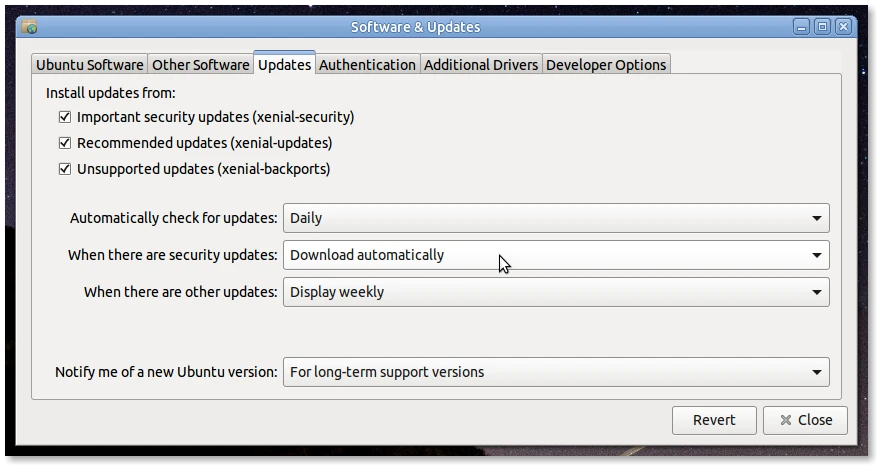 Software & Updates
Ubuntu Software Other Software Updates Authentication Additional Drivers Developer Options
Install updates from:
Important security updates (xenial-security)
Recommended updates (xenial-updates)
Unsupported updates (xenial-backports)
Automatically check for updates: Daily
When there are security updates: Download automatically
When there are other updates: Display weekly
Notify me of a new Ubuntu version: For long-term support versions
Revert Close